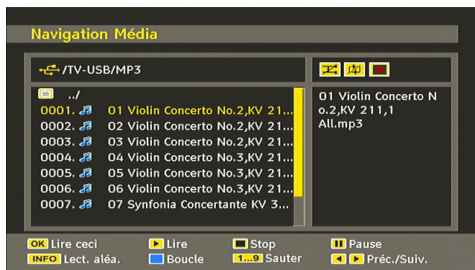 Navigation Média
/TV-USB/MP3
../
0001. 01 Violin Concerto No.2,KV 21...
0002. 02 Violin Concerto No.2,KV 21...
0003. 03 Violin Concerto No.2,KV 21...
0004. 04 Violin Concerto No.3,KV 21...
0005. 05 Violin Concerto No.3,KV 21...
0006. 06 Violin Concerto No.3,KV 21...
0007. 07 Synfonia Concertante KV 3...
01 Violin Concerto N
o.2,KV 211,1
All.mp3
OK Lire ceci Lire Stop Pause
INFO Lect. aléa. Boucle 1...9 Sauter Préc./Suiv.